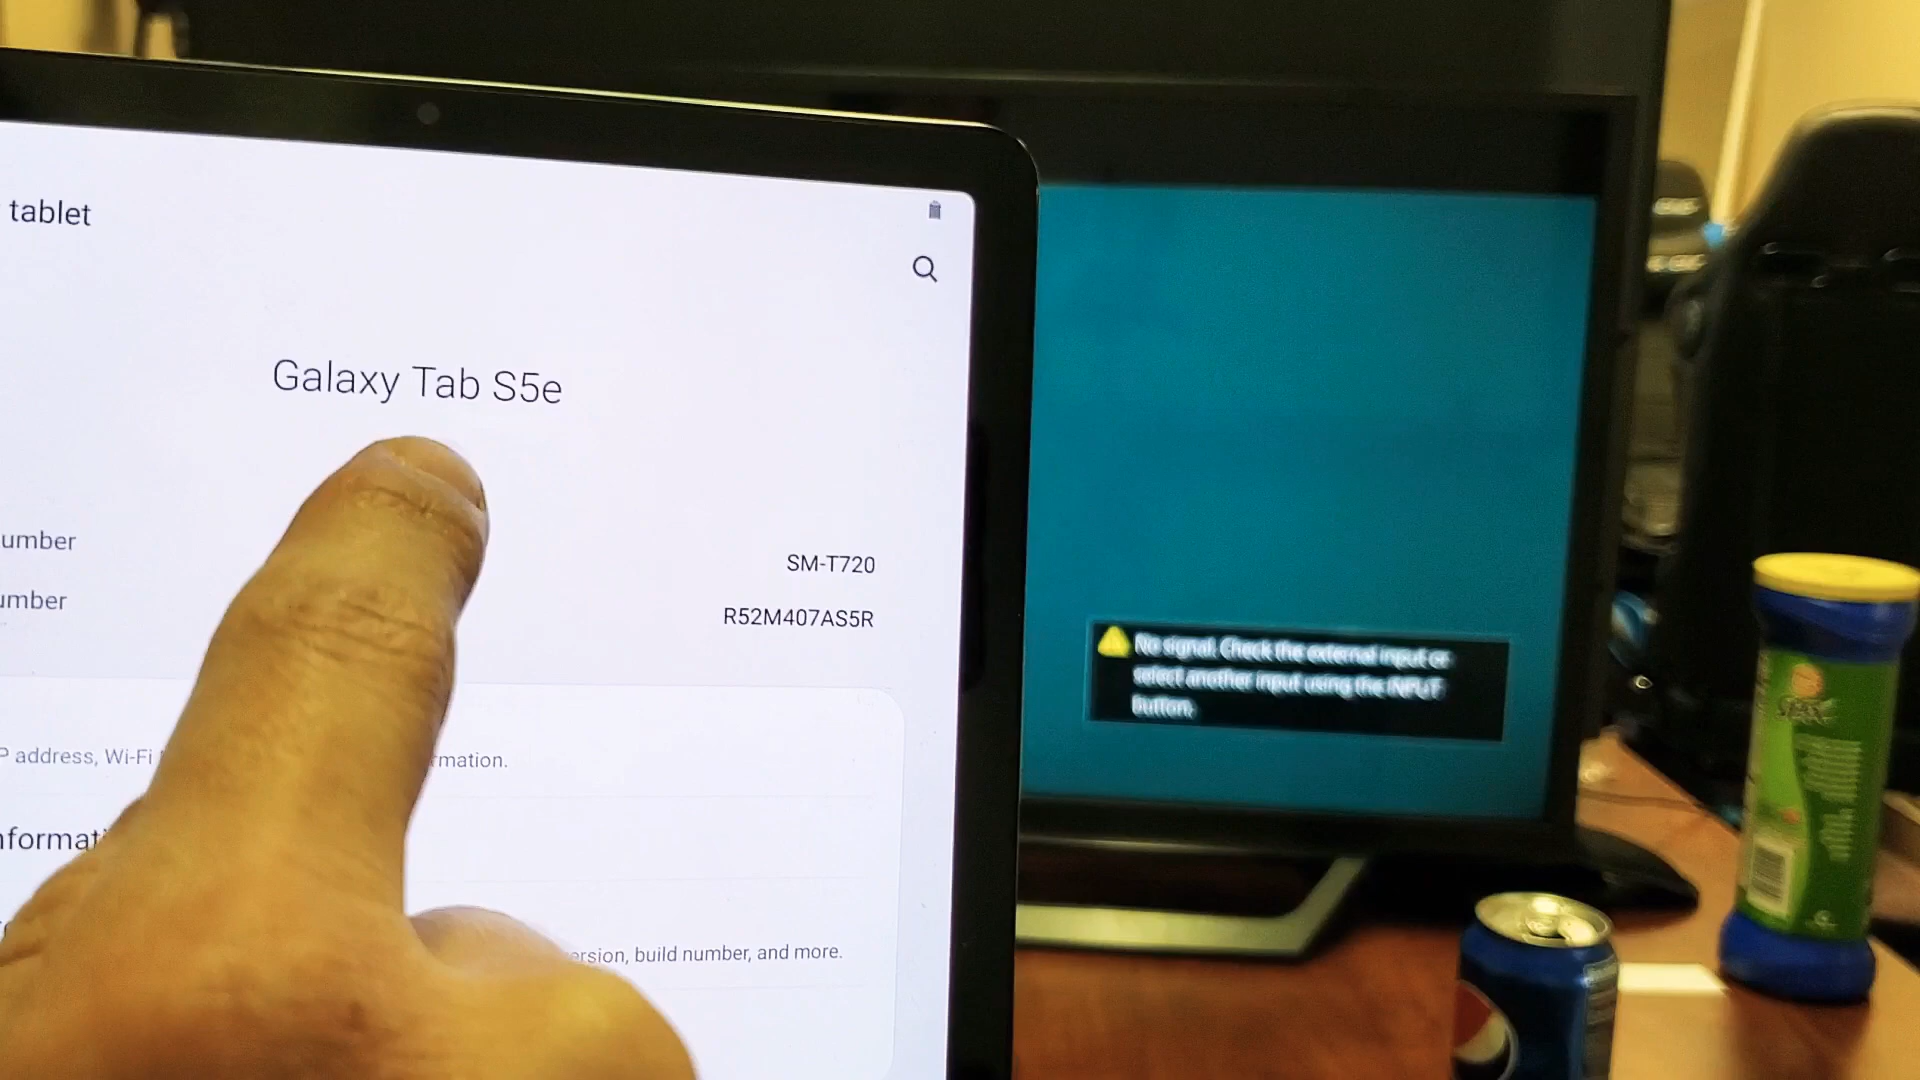 tablet
Galaxy Tab S5e
umber
SM-T720
umber
R52M407AS5R
P address, Wi-Fi
rmation.
nformati
ersion, build number, and more.
No signal. Check the external input or
select another input using the INPUT
button.